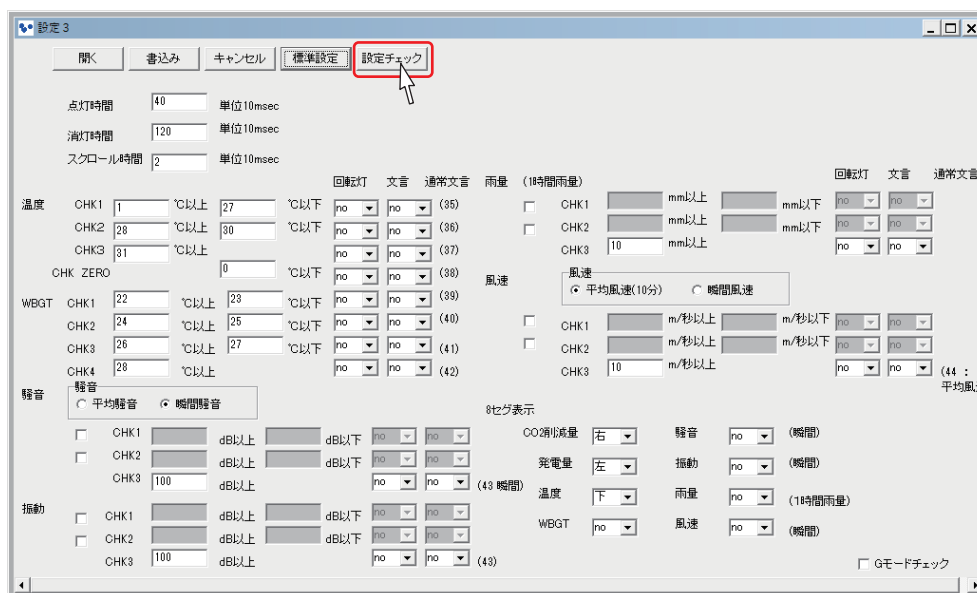 設定３
開く 書込み キャンセル 標準設定 設定チェック
点灯時間 40 単位10msec
消灯時間 120 単位10msec
スクロール時間 2 単位10msec
回転灯 文言 通常文言
温度 CHK1 1 ℃以上 27 ℃以下 no no (35)
CHK2 28 ℃以上 30 ℃以下 no no (36)
CHK3 31 ℃以上 no no (37)
CHK ZERO 0 ℃以下 no no (38)
WBGT CHK1 22 ℃以上 23 ℃以下 no no (39)
CHK2 24 ℃以上 25 ℃以下 no no (40)
CHK3 26 ℃以上 27 ℃以下 no no (41)
CHK4 28 ℃以上 no no (42)
騒音 騒音
平均騒音 瞬間騒音
CHK1 dB以上 dB以下 no no
CHK2 dB以上 dB以下 no no
CHK3 100 dB以上 no no (43 瞬間)
振動 CHK1 dB以上 dB以下 no no
CHK2 dB以上 dB以下 no no
CHK3 100 dB以上 no no (43)
回転灯 文言 通常文言
雨量 (1時間雨量)
CHK1 mm以上 mm以下 no no
CHK2 mm以上 mm以下 no no
CHK3 10 mm以上 no no
風速 風速
平均風速(10分) 瞬間風速
CHK1 m/秒以上 m/秒以下 no no
CHK2 m/秒以上 m/秒以下 no no
CHK3 10 m/秒以上 no no (44 :
平均風
8セグ表示
CO2削減量 右 騒音 no (瞬間)
発電量 左 振動 no (瞬間)
温度 下 雨量 no (1時間雨量)
WBGT no 風速 no (瞬間)
Gモードチェック